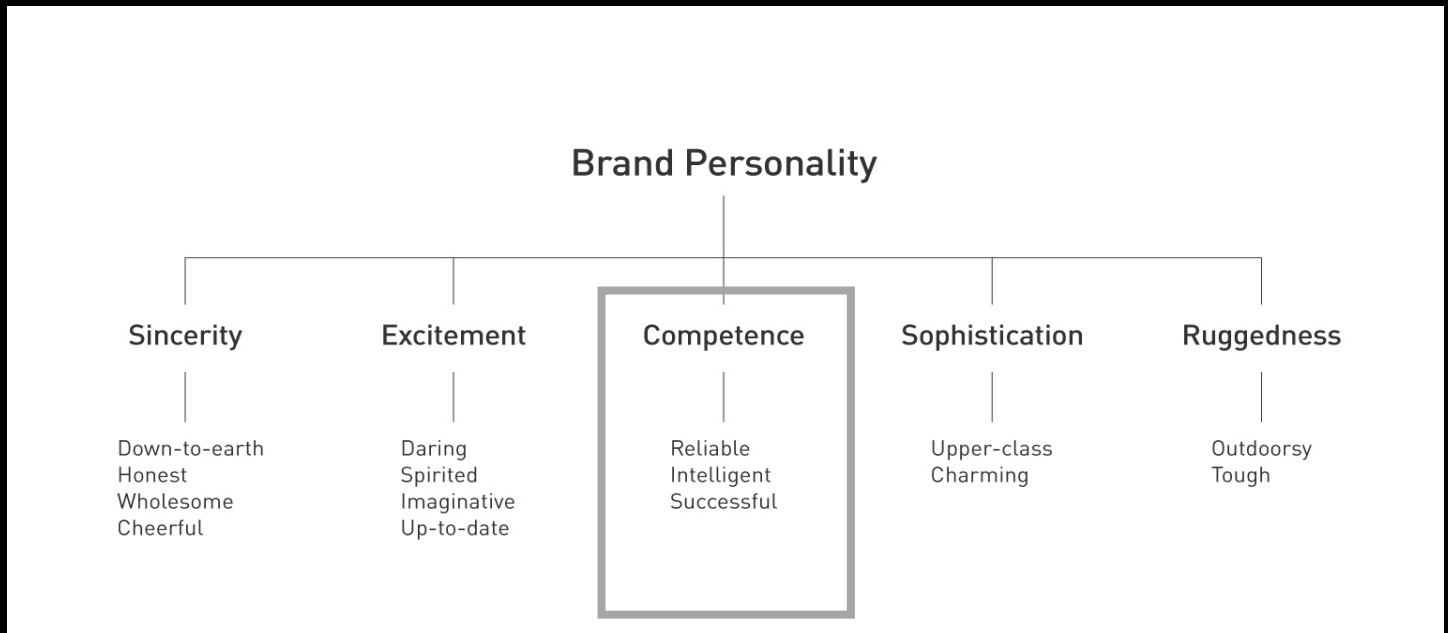 Brand Personality
Sincerity
Down-to-earth
Honest
Wholesome
Cheerful
Excitement
Daring
Spirited
Imaginative
Up-to-date
Competence
Reliable
Intelligent
Successful
Sophistication
Upper-class
Charming
Ruggedness
Outdoorsy
Tough